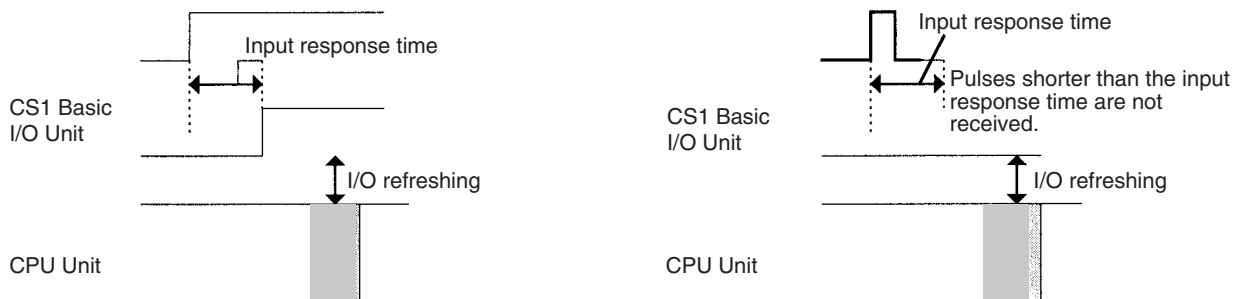 Input response time
CS1 Basic
I/O Unit
I/O refreshing
CPU Unit
Input response time
Pulses shorter than the input
response time are not
received.
CS1 Basic
I/O Unit
I/O refreshing
CPU Unit